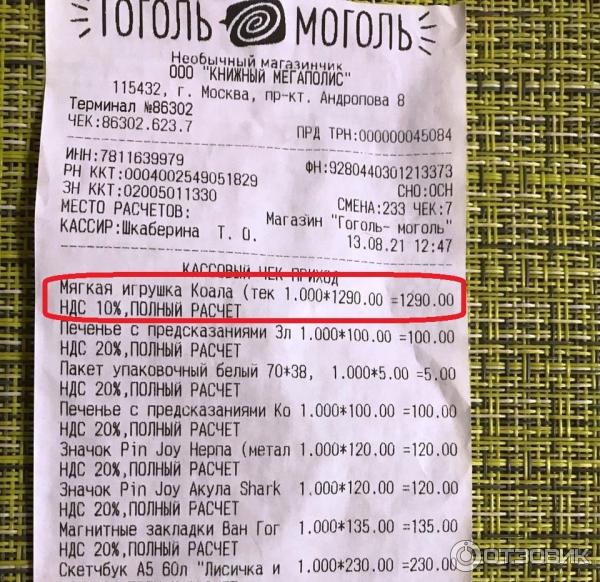 ГОГОЛЬ МОГОЛЬ
Необычный магазинчик
ООО "КНИЖНЫЙ МЕГАПОЛИС"
115432, г. Москва, пр-кт. Андропова 8
Терминал №86302
ЧЕК:86302.623.7
ПРД ТРН:000000045084
ИНН:7811639979 ФН:9280440301213373
РН ККТ:0004002549051829 СНО:ОСН
ЗН ККТ:02005011330 СМЕНА:233 ЧЕК:7
МЕСТО РАСЧЕТОВ: Магазин "Гоголь- моголь"
КАССИР:Шкаберина Т. О. 13.08.21 12:47
КАССОВЫЙ ЧЕК ПРИХОД
Мягкая игрушка Коала (тек 1.000*1290.00 =1290.00
НДС 10%,ПОЛНЫЙ РАСЧЕТ
Печенье с предсказаниями Зл 1.000*100.00 =100.00
НДС 20%,ПОЛНЫЙ РАСЧЕТ
Пакет упаковочный белый 70*38, 1.000*5.00 =5.00
НДС 20%,ПОЛНЫЙ РАСЧЕТ
Печенье с предсказаниями Ко 1.000*100.00 =100.00
НДС 20%,ПОЛНЫЙ РАСЧЕТ
Значок Pin Joy Нерпа (метал 1.000*120.00 =120.00
НДС 20%,ПОЛНЫЙ РАСЧЕТ
Значок Pin Joy Акула Shark 1.000*120.00 =120.00
НДС 20%,ПОЛНЫЙ РАСЧЕТ
Магнитные закладки Ван Гог 1.000*135.00 =135.00
НДС 20%,ПОЛНЫЙ РАСЧЕТ
Скетчбук А5 60л "Лисичка и 1.000*230.00 =230.00
ОТЗОВИК